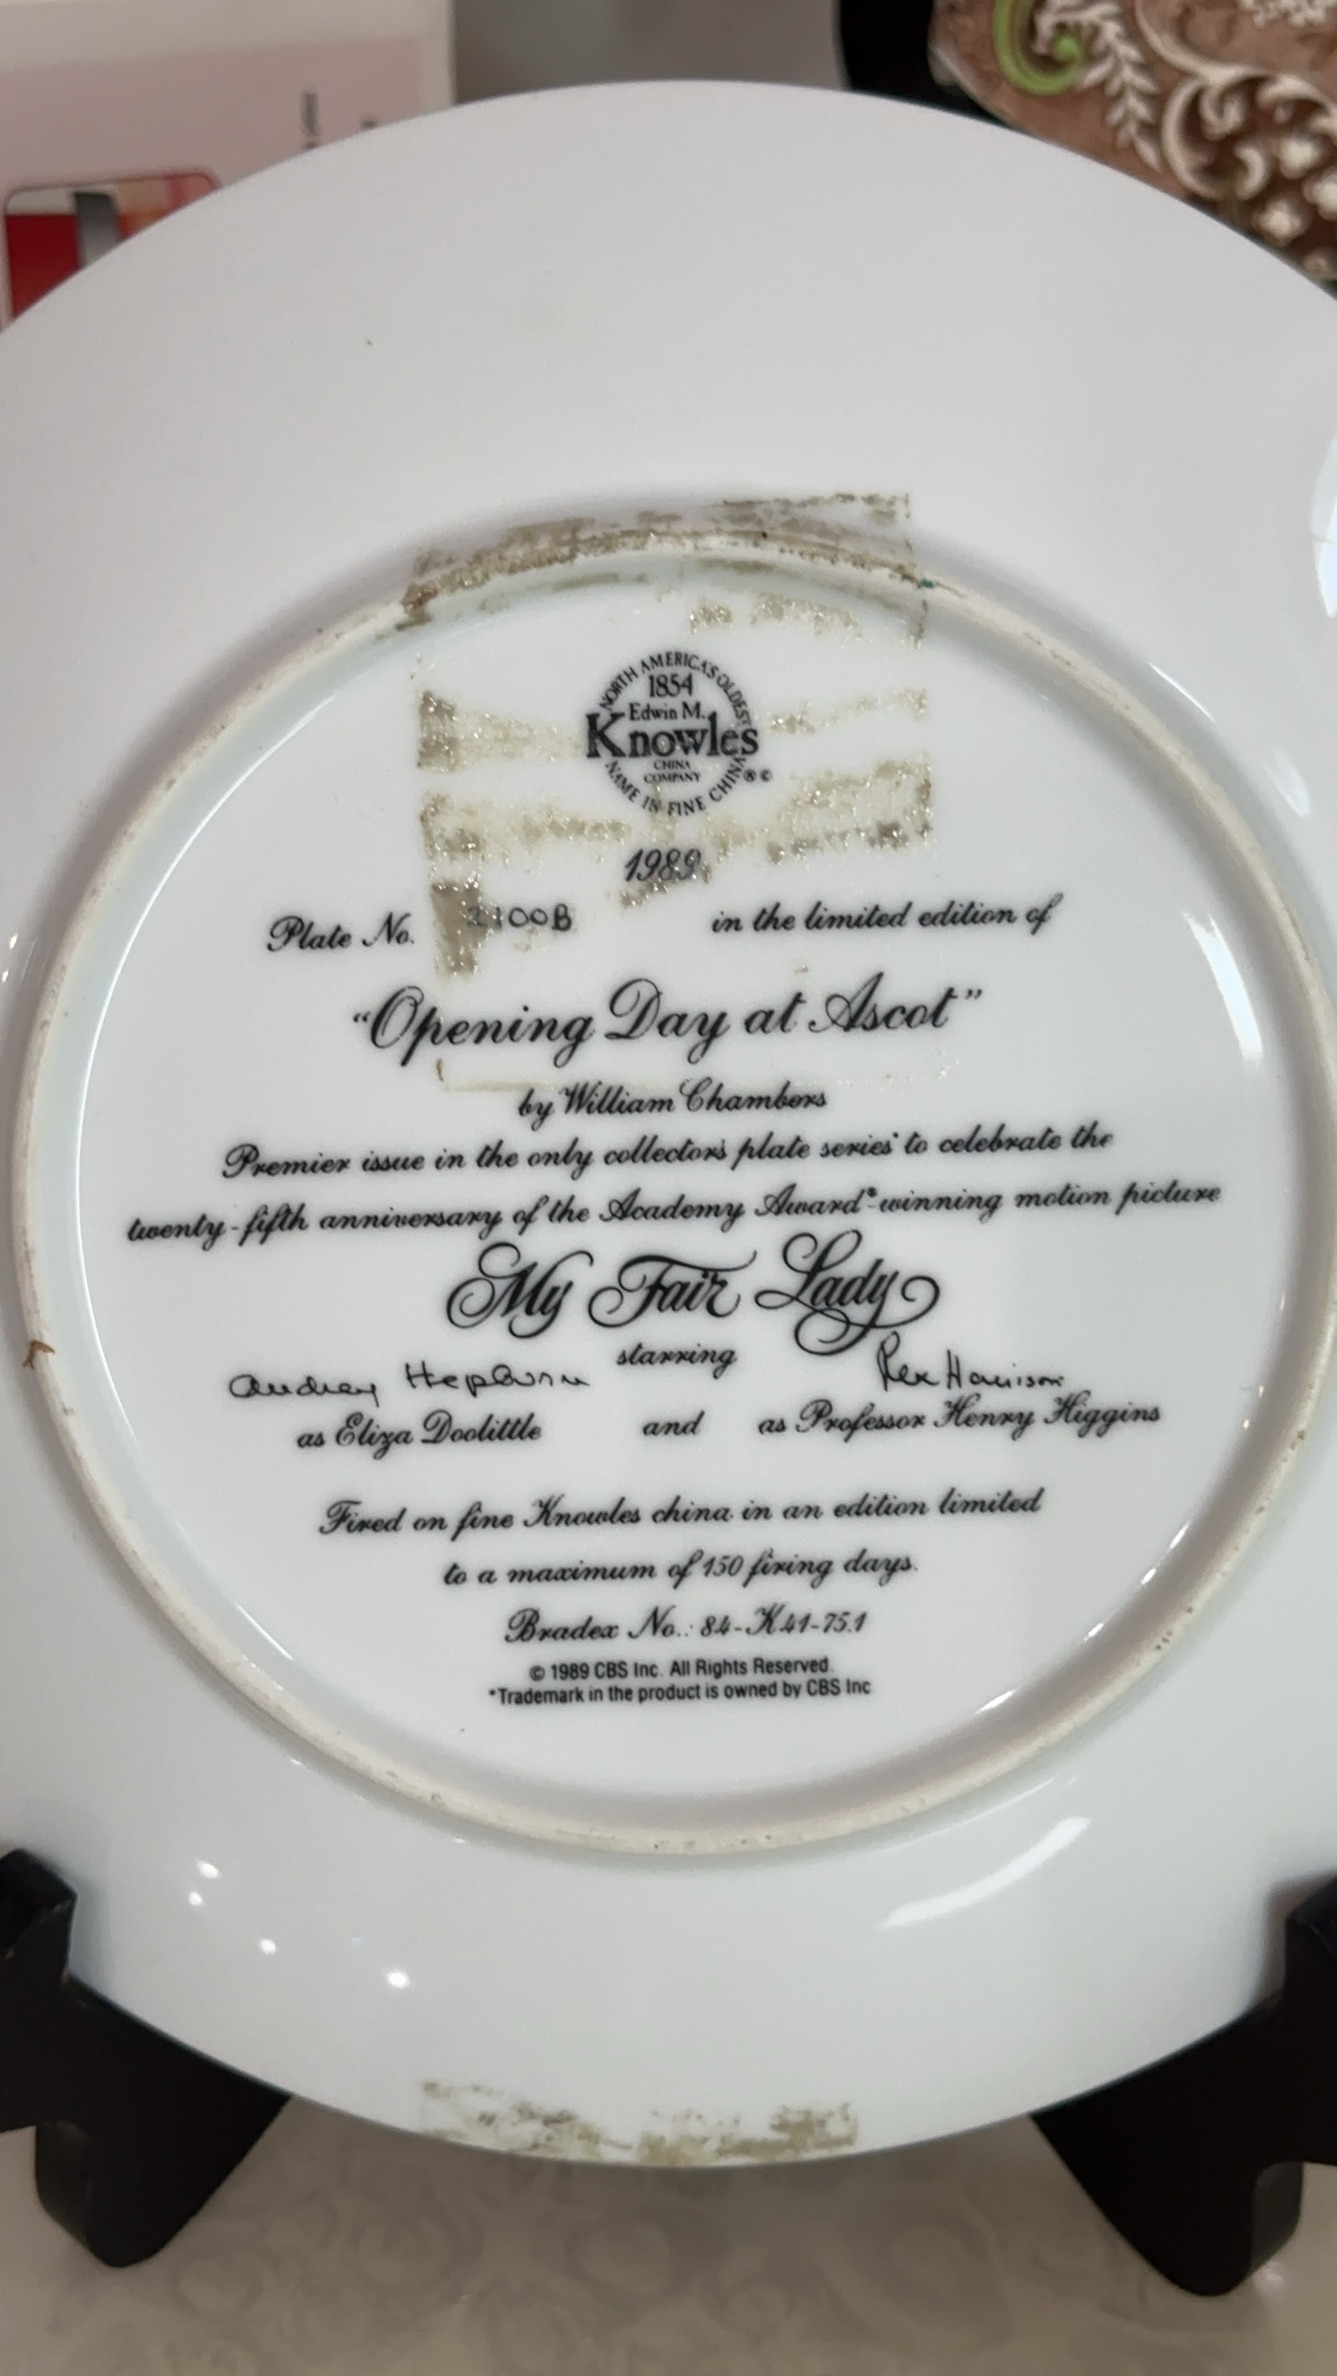 NORTH AMERICA'S OLDEST
1854
Edwin M.
Knowles
CHINA
COMPANY
NAME IN FINE CHINA ® ©
1989
Plate No. 2100B in the limited edition of
“Opening Day at Ascot”
by William Chambers
Premier issue in the only collector's plate series* to celebrate the
twenty-fifth anniversary of the Academy Award®-winning motion picture
My Fair Lady
starring
Audrey Hepburn Rex Harrison
as Eliza Doolittle and as Professor Henry Higgins
Fired on fine Knowles china in an edition limited
to a maximum of 150 firing days.
Bradex No.: 84-K41-75.1
© 1989 CBS Inc. All Rights Reserved.
*Trademark in the product is owned by CBS Inc